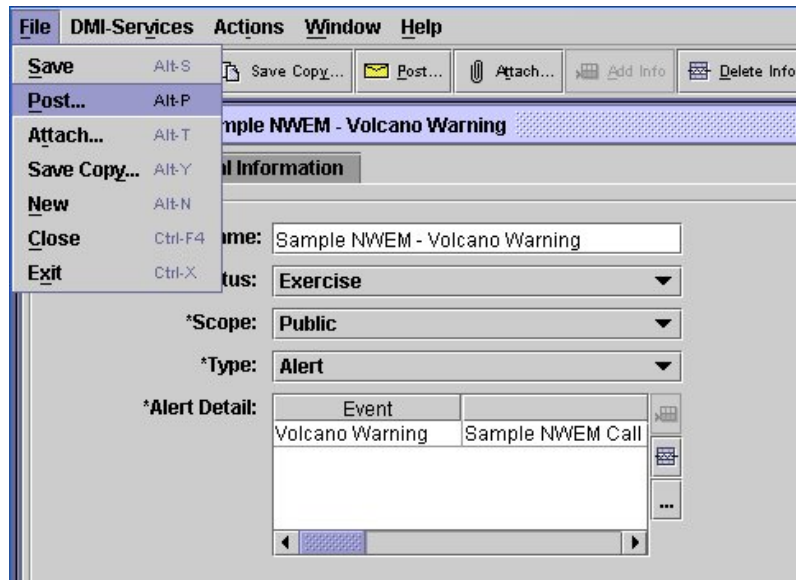 File DMI-Services Actions Window Help
Save Alt-S
Save Copy... Post... Attach... Add Info Delete Info
Post... Alt-P
mple NWEM - Volcano Warning
Attach... Alt-T
Save Copy... Alt-Y
l Information
New Alt-N
Close Ctrl-F4
me: Sample NWEM - Volcano Warning
Exit Ctrl-X
tus: Exercise
*Scope: Public
*Type: Alert
*Alert Detail:
Event
Volcano Warning Sample NWEM Call
...